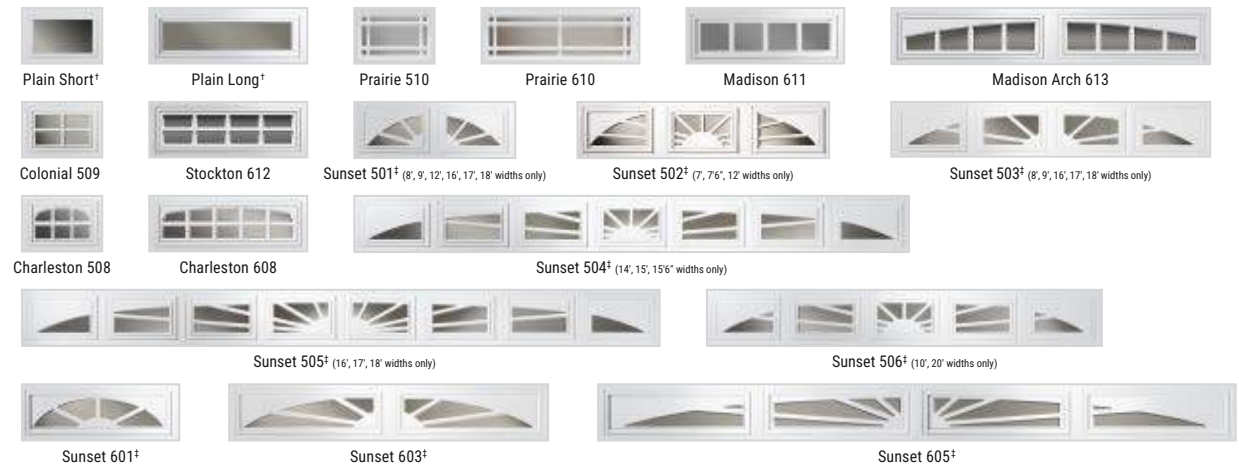 Plain Short† Plain Long† Prairie 510 Prairie 610 Madison 611 Madison Arch 613
Colonial 509 Stockton 612 Sunset 501‡ (8', 9', 12', 16', 17', 18' widths only) Sunset 502‡ (7', 7'6", 12' widths only) Sunset 503‡ (8', 9', 16', 17', 18' widths only)
Charleston 508 Charleston 608 Sunset 504‡ (14', 15', 15'6" widths only)
Sunset 505‡ (16', 17', 18' widths only) Sunset 506‡ (10', 20' widths only)
Sunset 601‡ Sunset 603‡ Sunset 605‡